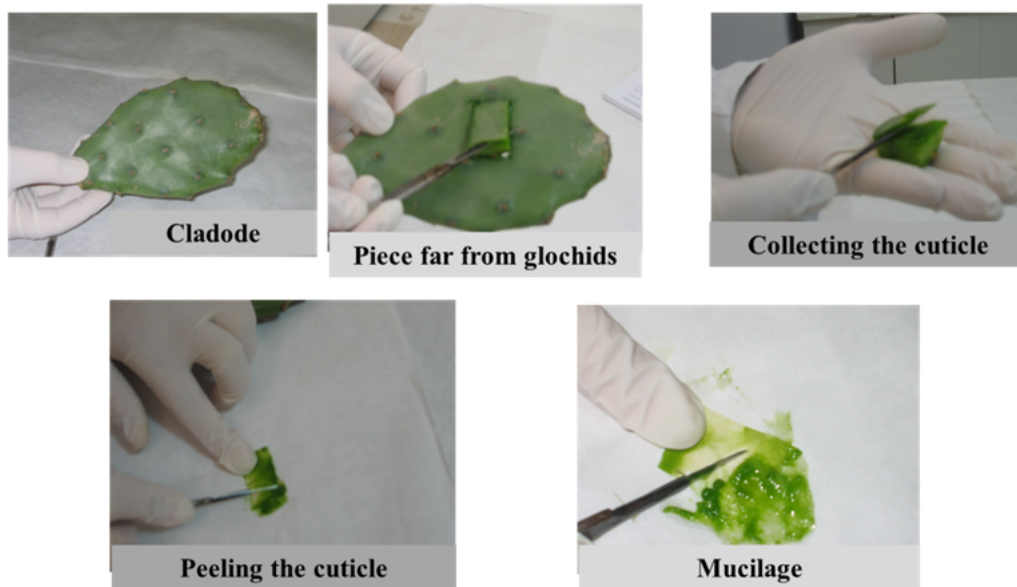 Cladode
Piece far from glochids
Collecting the cuticle
Peeling the cuticle
Mucilage